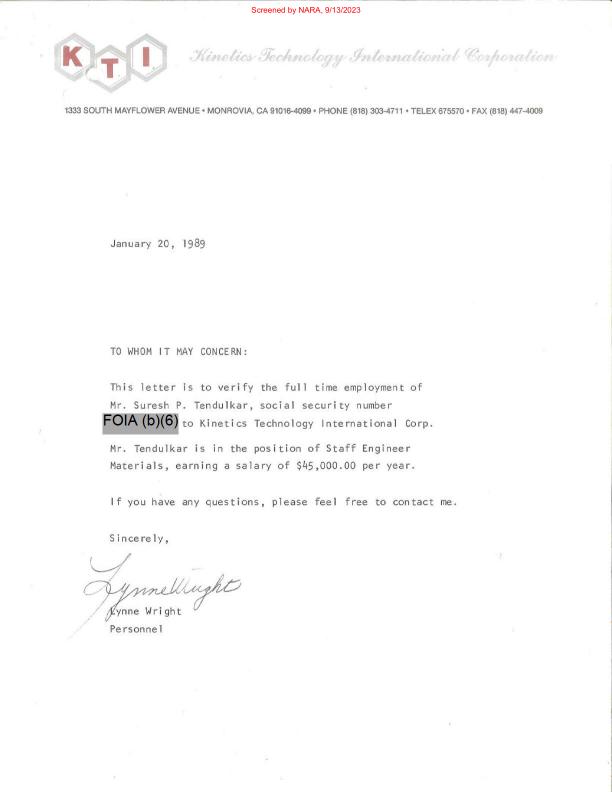 Screened by NARA, 9/13/2023
KTI Kinetics Technology International Corporation
1333 SOUTH MAYFLOWER AVENUE • MONROVIA, CA 91016-4099 • PHONE (818) 303-4711 • TELEX 675570 • FAX (818) 447-4009
January 20, 1989
TO WHOM IT MAY CONCERN:
This letter is to verify the full time employment of
Mr. Suresh P. Tendulkar, social security number
FOIA (b)(6) to Kinetics Technology International Corp.
Mr. Tendulkar is in the position of Staff Engineer
Materials, earning a salary of $45,000.00 per year.
If you have any questions, please feel free to contact me.
Sincerely,
Lynne Wright
Lynne Wright
Personnel